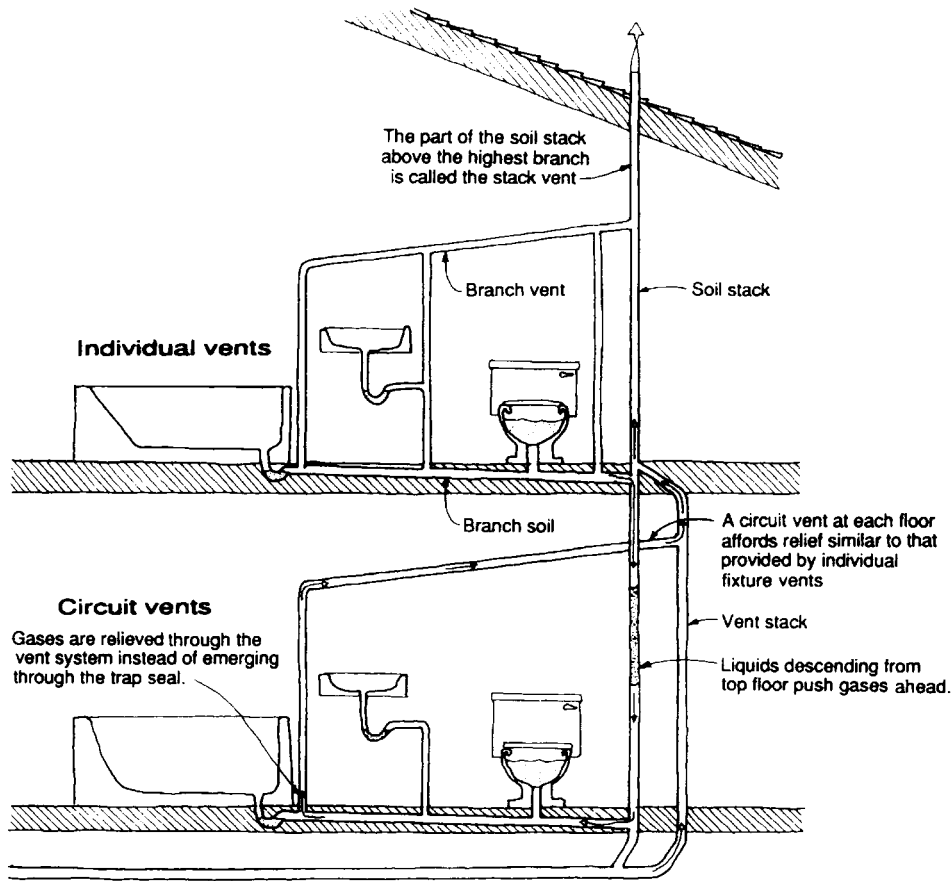 The part of the soil stack
above the highest branch
is called the stack vent
Branch vent
Soil stack
Individual vents
Branch soil
A circuit vent at each floor
affords relief similar to that
provided by individual
fixture vents
Circuit vents
Gases are relieved through the
vent system instead of emerging
through the trap seal.
Vent stack
Liquids descending from
top floor push gases ahead.